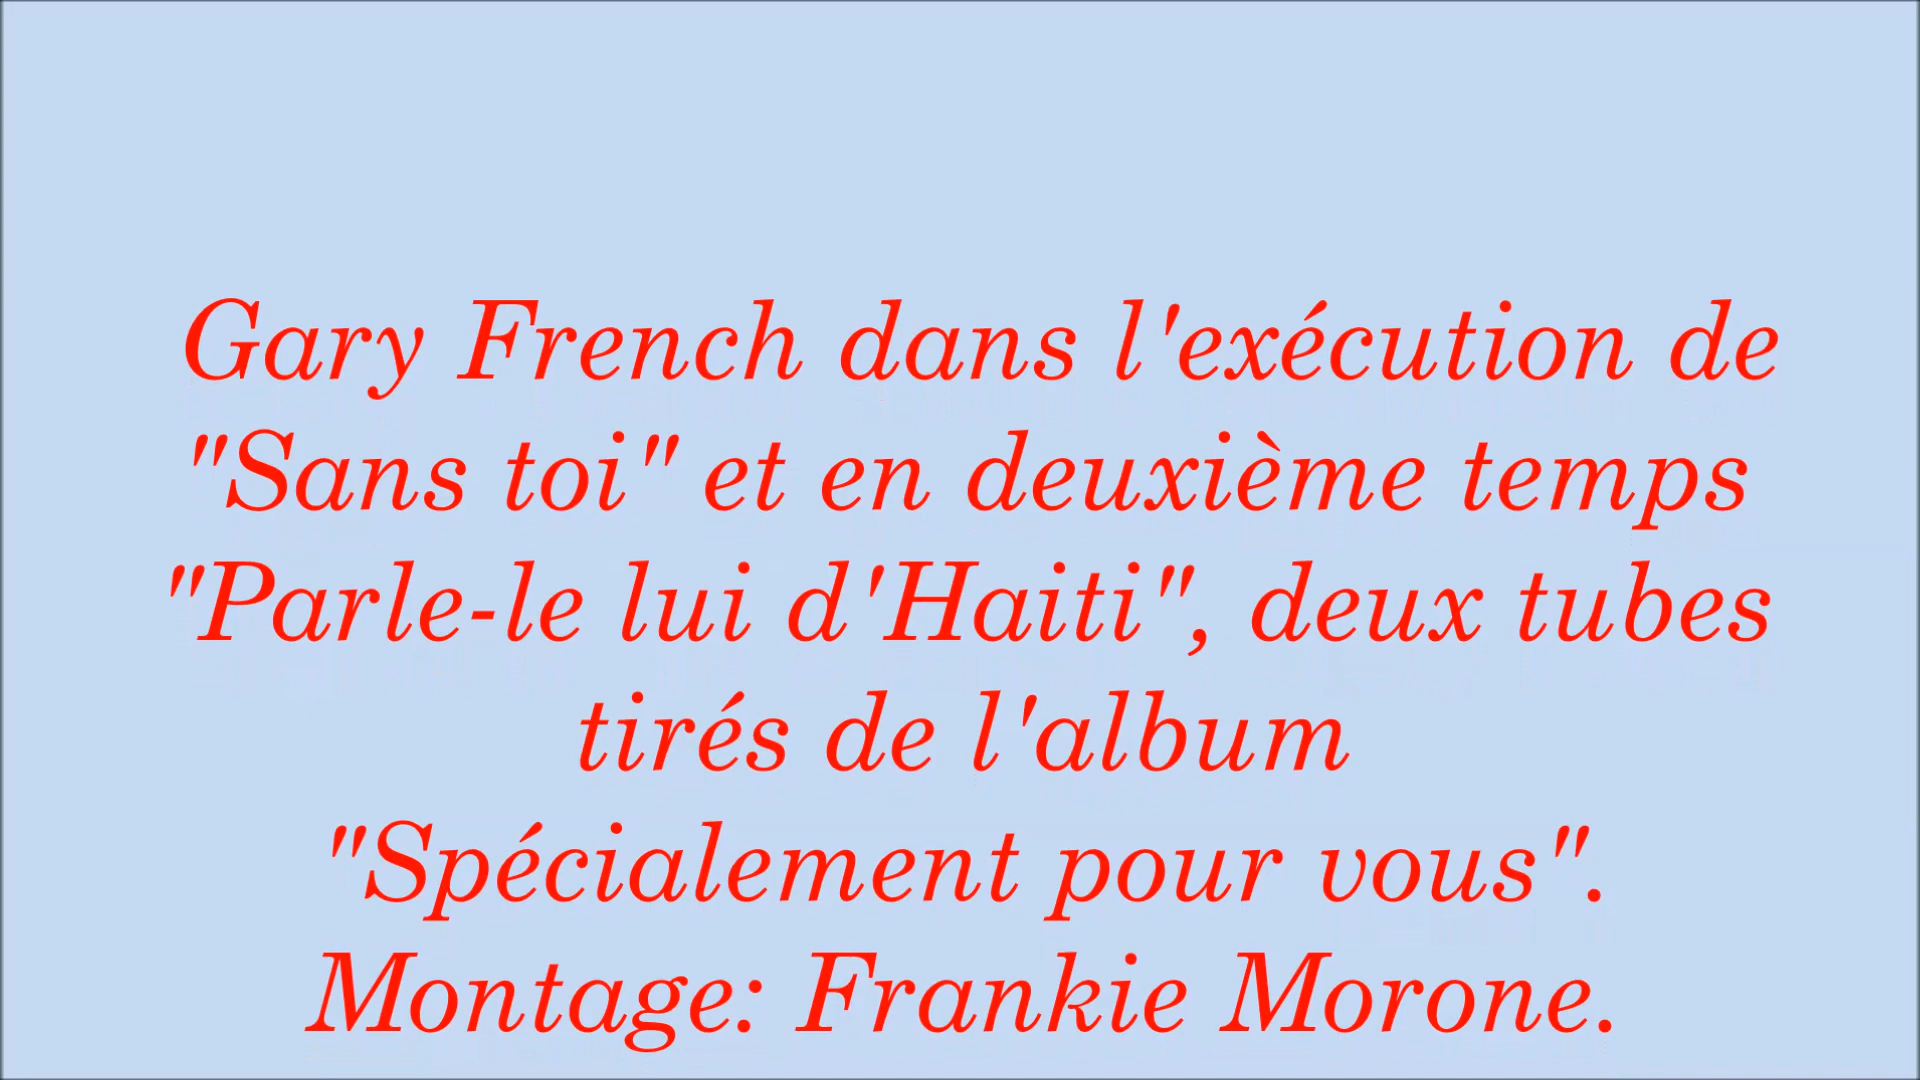 Gary French dans l'exécution de
"Sans toi" et en deuxième temps
"Parle-le lui d'Haiti", deux tubes
tirés de l'album
"Spécialement pour vous".
Montage: Frankie Morone.